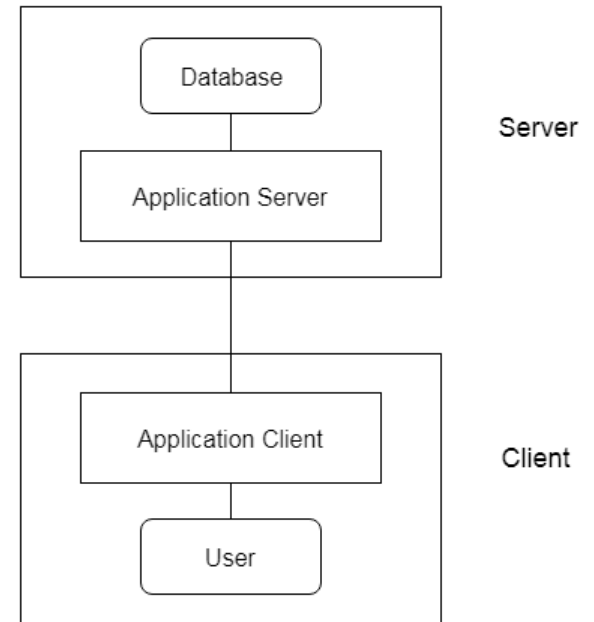 Database
Server
Application Server
Application Client
Client
User